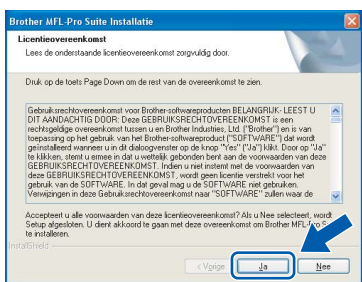 Brother MFL-Pro Suite Installatie
Licentieovereenkomst
Lees de onderstaande licentieovereenkomst zorgvuldig door.
Druk op de toets Page Down om de rest van de overeenkomst te zien.
Gebruiksrechtovereenkomst voor Brother-softwareproducten BELANGRIJK- LEEST U
DIT AANDACHTIG DOOR: Deze GEBRUIKSRECHTOVEREENKOMST is een
rechtsgeldige overeenkomst tussen u en Brother Industries, Ltd. ("Brother") en is van
toepassing op het gebruik van het Brother-softwareproduct ("SOFTWARE") dat wordt
geïnstalleerd wanneer u in dit dialoogvenster op de knop "Yes" ("Ja") klikt. Door op "Ja"
te klikken, stemt u ermee in dat u wettelijk gebonden bent aan de voorwaarden van deze
GEBRUIKSRECHTOVEREENKOMST. Indien u niet instemt met de voorwaarden van
deze GEBRUIKSRECHTOVEREENKOMST, wordt geen licentie verstrekt voor het
gebruik van de SOFTWARE. In dat geval mag u de SOFTWARE niet gebruiken.
Verwijzingen in deze Gebruiksrechtovereenkomst naar "SOFTWARE" zullen waar de
Accepteert u alle voorwaarden van deze licentieovereenkomst? Als u Nee selecteert, wordt
Setup afgesloten. U dient akkoord te gaan met deze overeenkomst om Brother MFL-Pro S
te installeren.
InstallShield
< Vorige
Ja
Nee